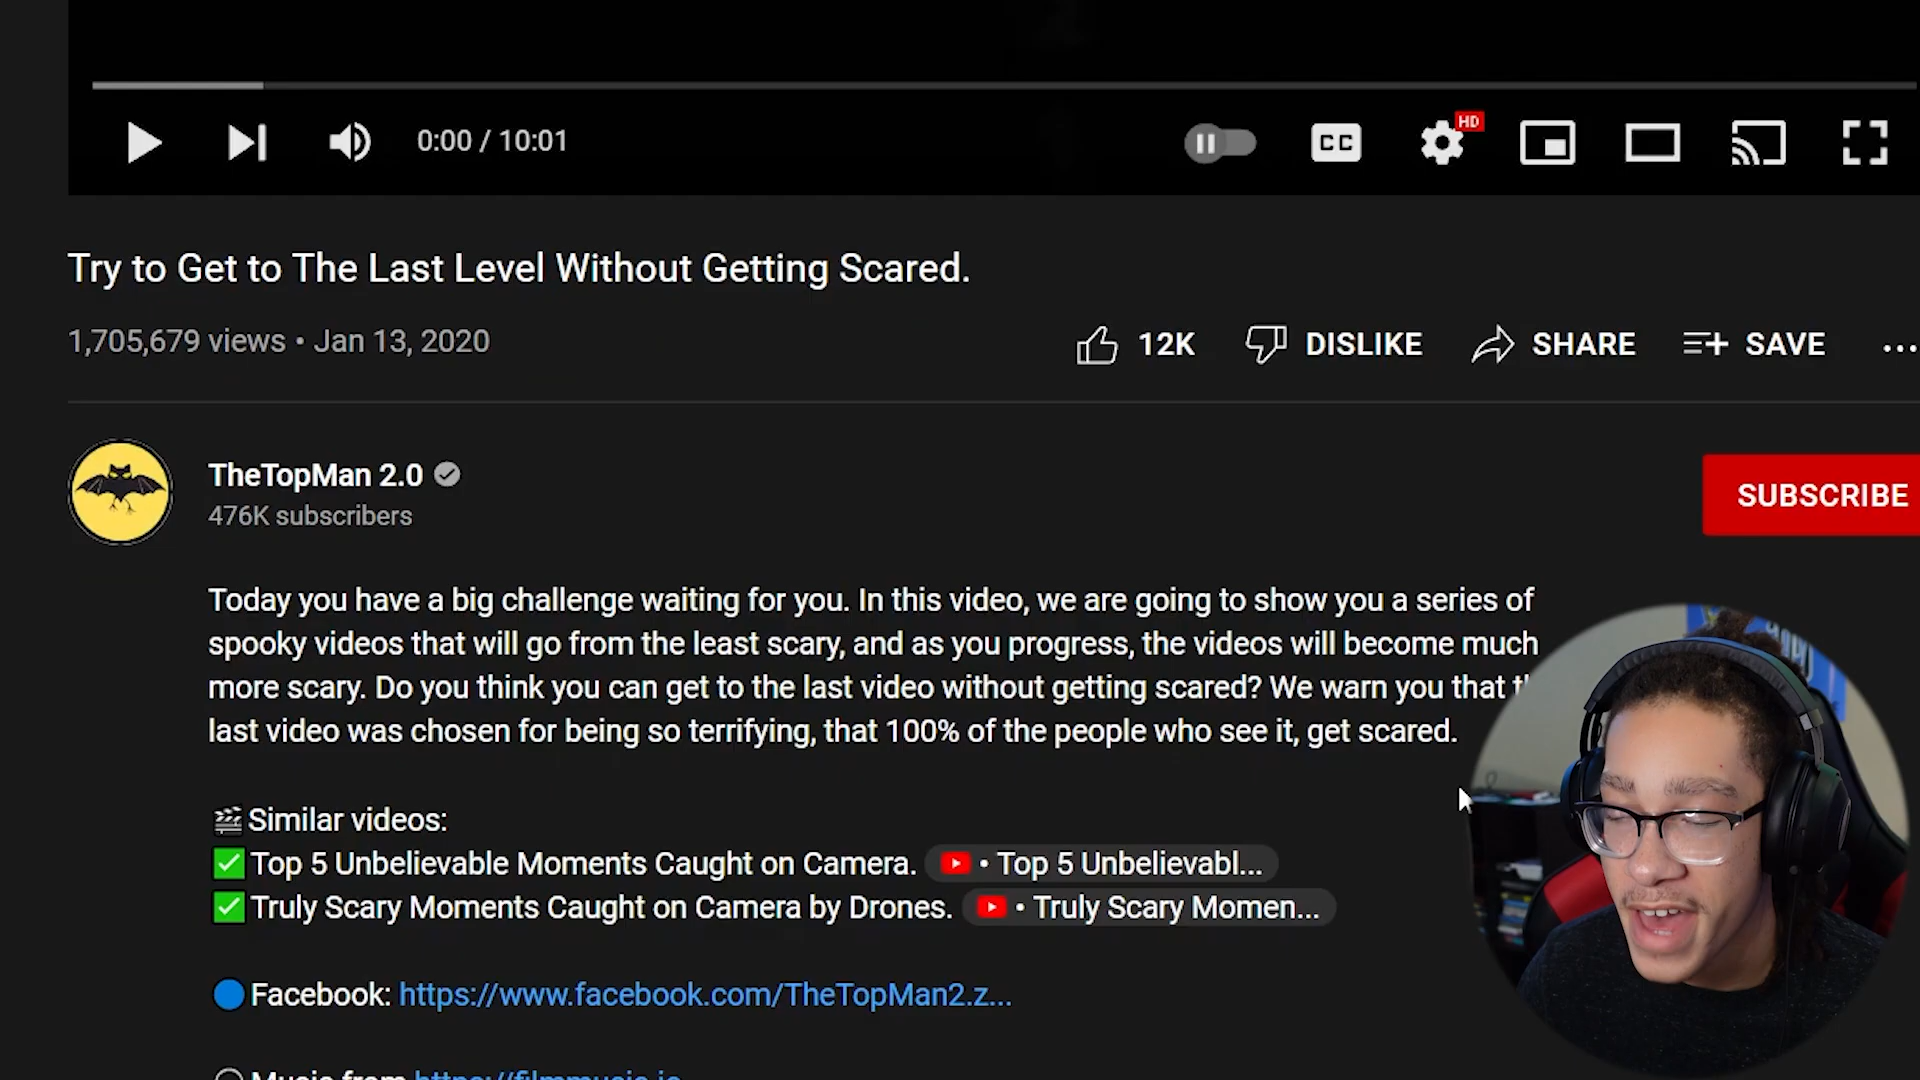 HD
0:00 / 10:01
CC
Try to Get to The Last Level Without Getting Scared.
1,705,679 views • Jan 13, 2020
12K DISLIKE SHARE SAVE ...
TheTopMan 2.0
476K subscribers
SUBSCRIBE
Today you have a big challenge waiting for you. In this video, we are going to show you a series of
spooky videos that will go from the least scary, and as you progress, the videos will become much
more scary. Do you think you can get to the last video without getting scared? We warn you that
last video was chosen for being so terrifying, that 100% of the people who see it, get scared.
🎬Similar videos:
✅Top 5 Unbelievable Moments Caught on Camera. • Top 5 Unbelievabl...
✅Truly Scary Moments Caught on Camera by Drones. • Truly Scary Momen...
🔵Facebook: https://www.facebook.com/TheTopMan2.z...
Music from https://filmmusic.io